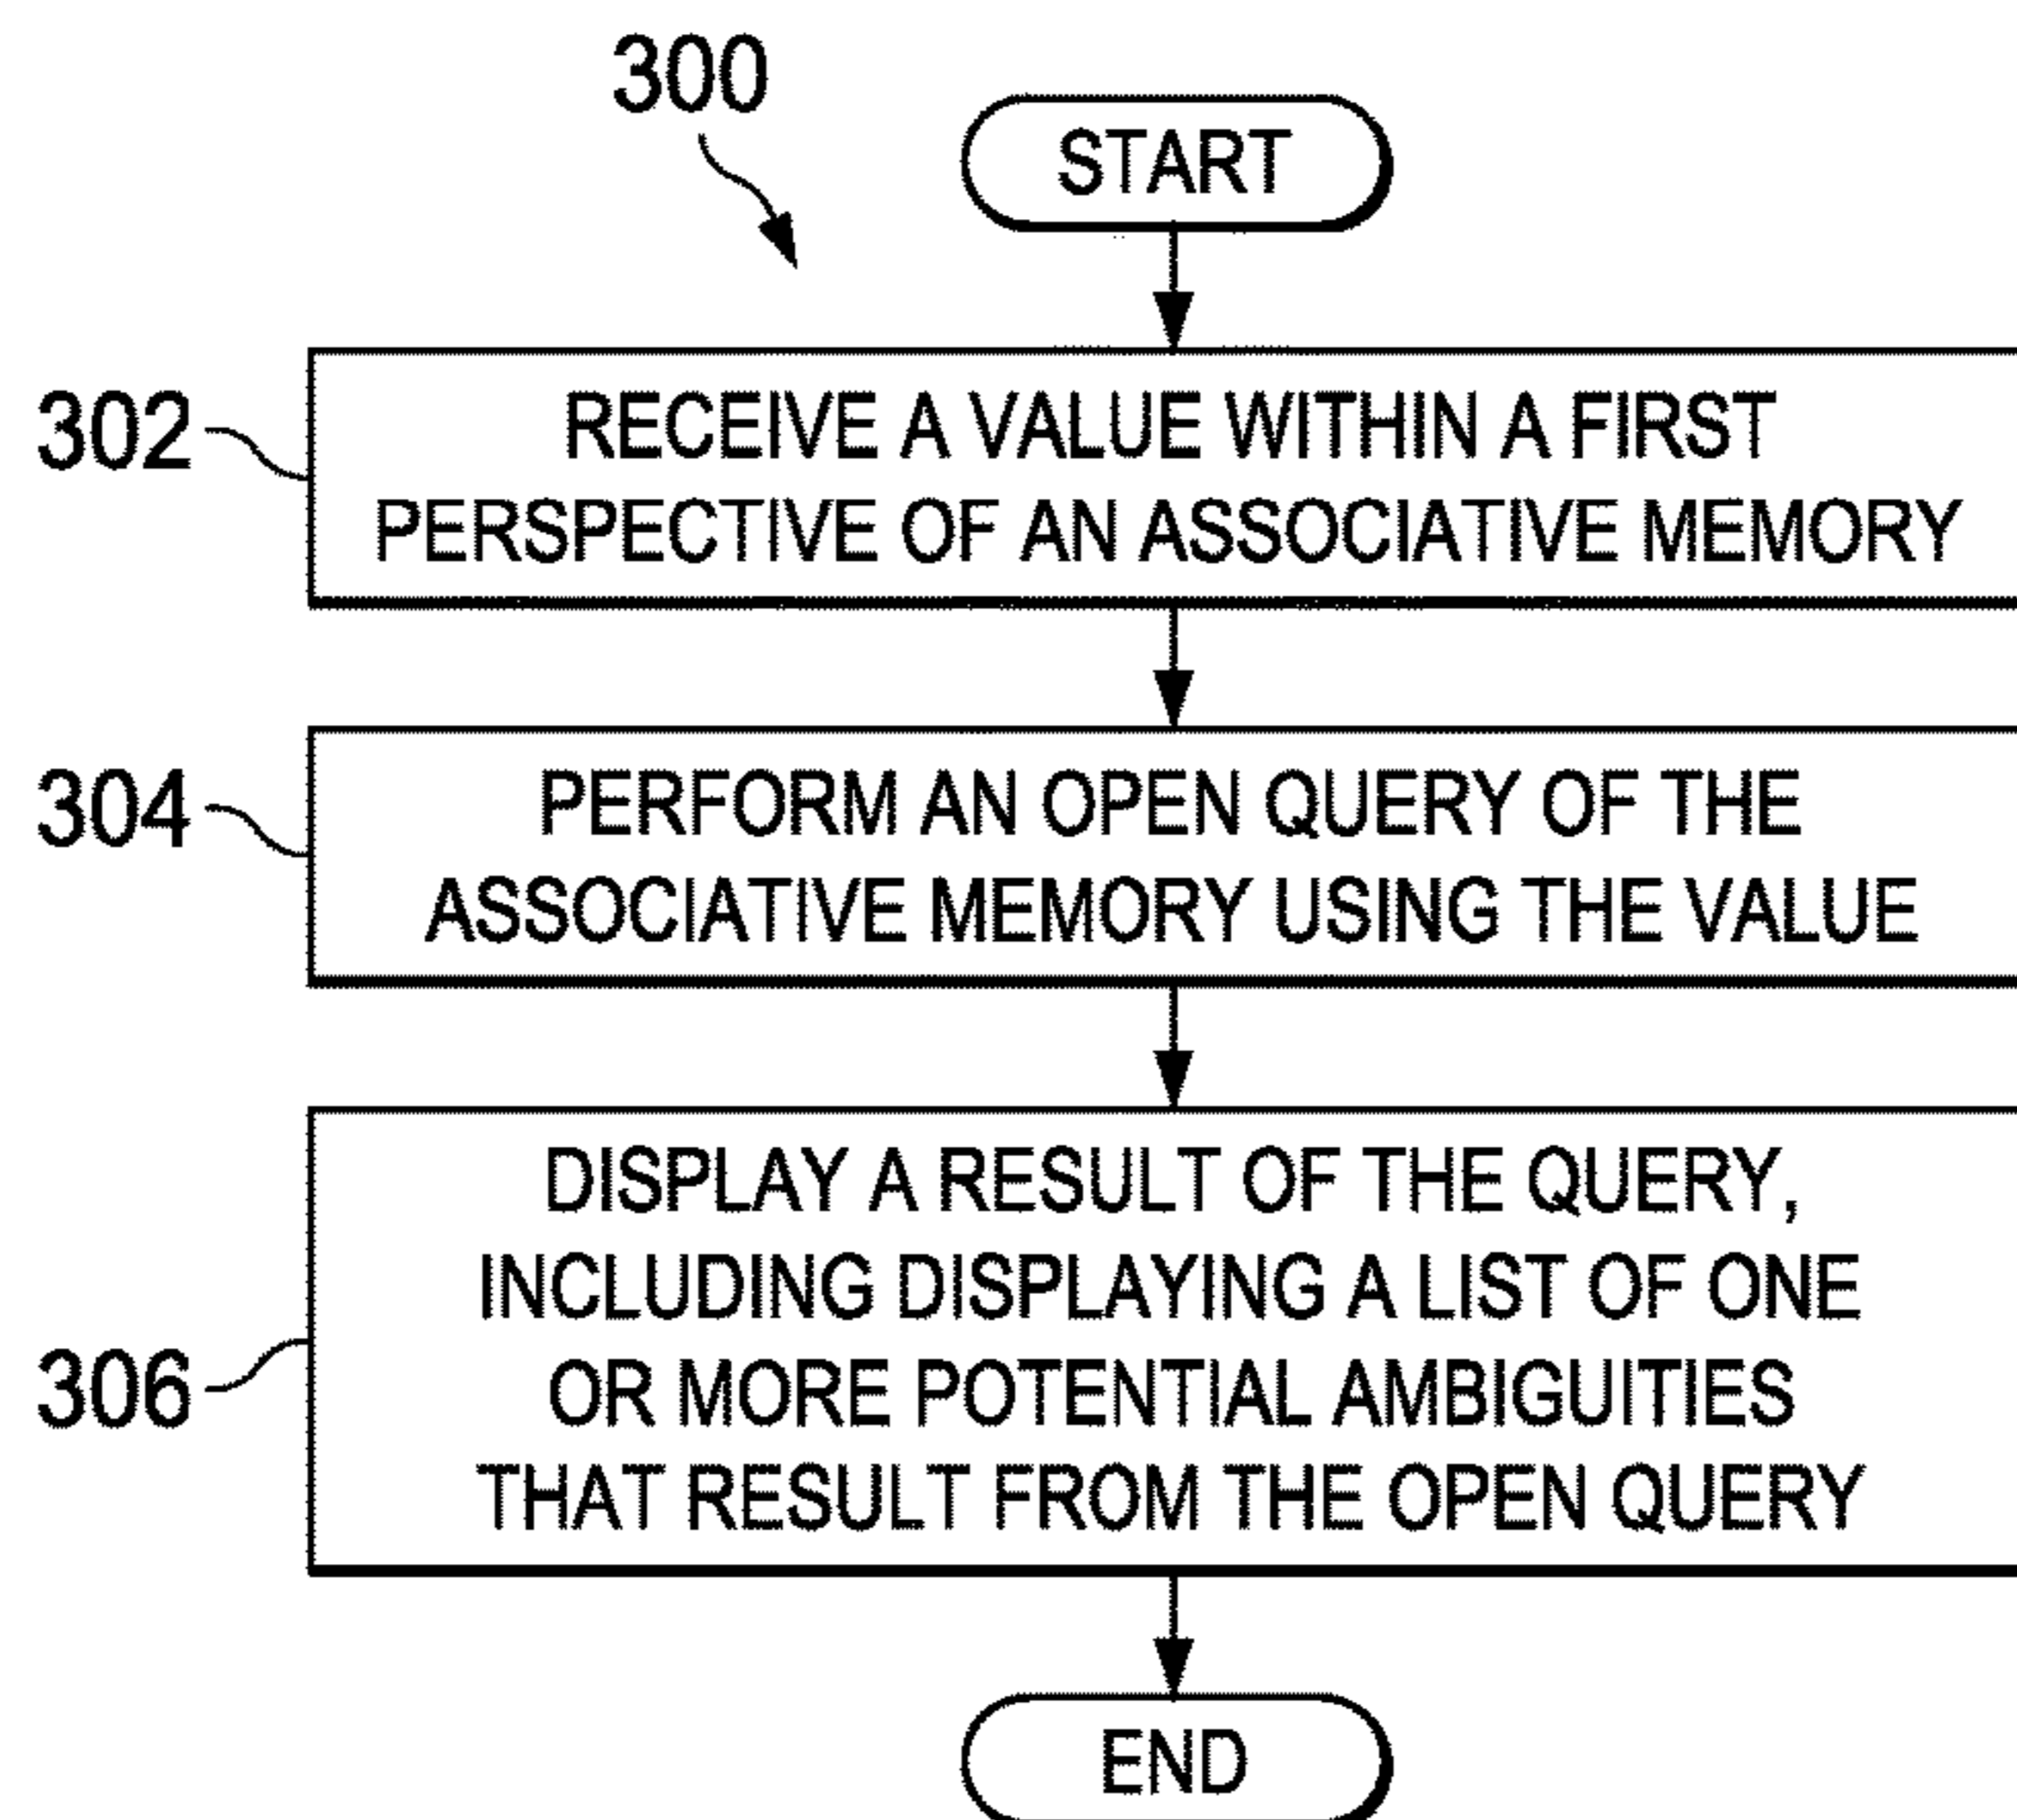 300
START
302
RECEIVE A VALUE WITHIN A FIRST
PERSPECTIVE OF AN ASSOCIATIVE MEMORY
304
PERFORM AN OPEN QUERY OF THE
ASSOCIATIVE MEMORY USING THE VALUE
306
DISPLAY A RESULT OF THE QUERY,
INCLUDING DISPLAYING A LIST OF ONE
OR MORE POTENTIAL AMBIGUITIES
THAT RESULT FROM THE OPEN QUERY
END